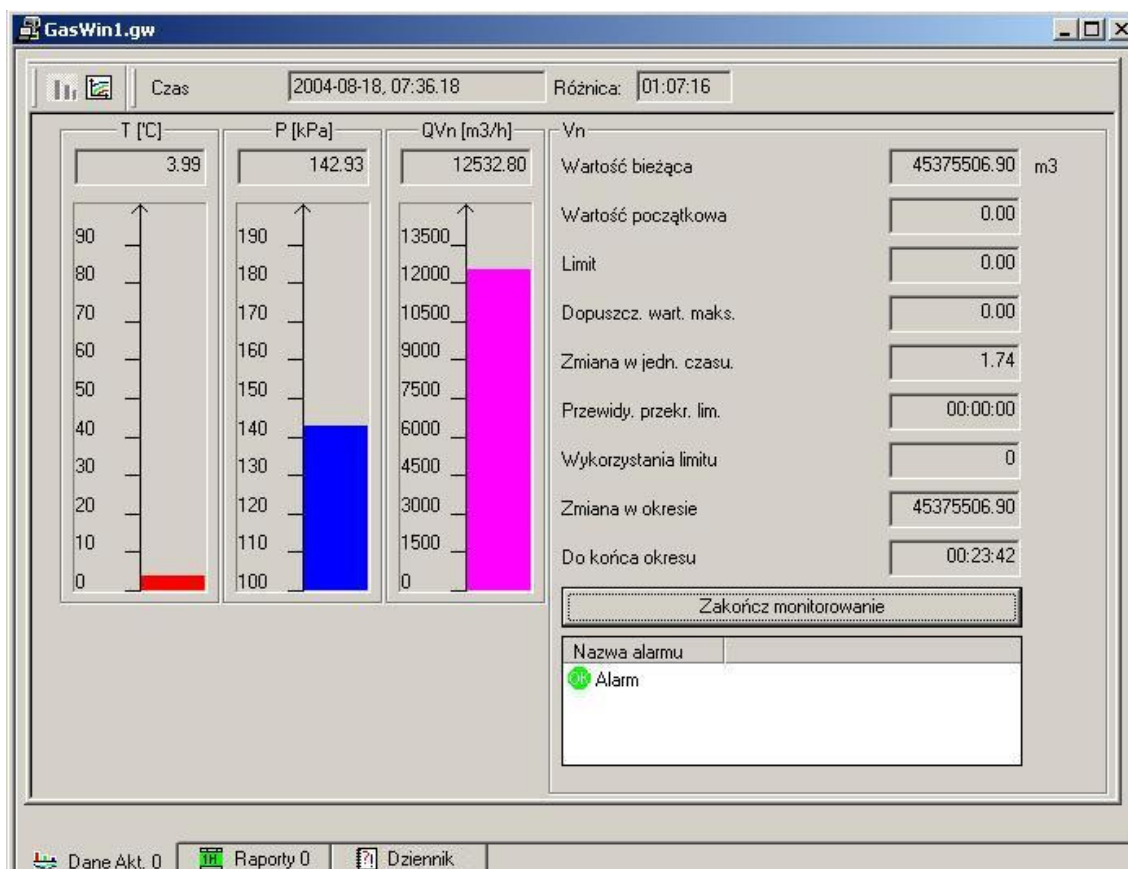 GasWin1.gw
Czas 2004-08-18, 07:36.18 Różnica: 01:07:16
T ['C] P [kPa] QVn [m3/h] Vn
3.99 142.93 12532.80
Wartość bieżąca 45375506.90 m3
Wartość początkowa 0.00
Limit 0.00
Dopuszcz. wart. maks. 0.00
Zmiana w jedn. czasu. 1.74
Przewidy. przekr. lim. 00:00:00
Wykorzystania limitu 0
Zmiana w okresie 45375506.90
Do końca okresu 00:23:42
90 190 13500
80 180 12000
70 170 10500
60 160 9000
50 150 7500
40 140 6000
30 130 4500
20 120 3000
10 110 1500
0 100 0
Zakończ monitorowanie
Nazwa alarmu
OK Alarm
Dane Akt. 0 1H Raporty 0 Dziennik